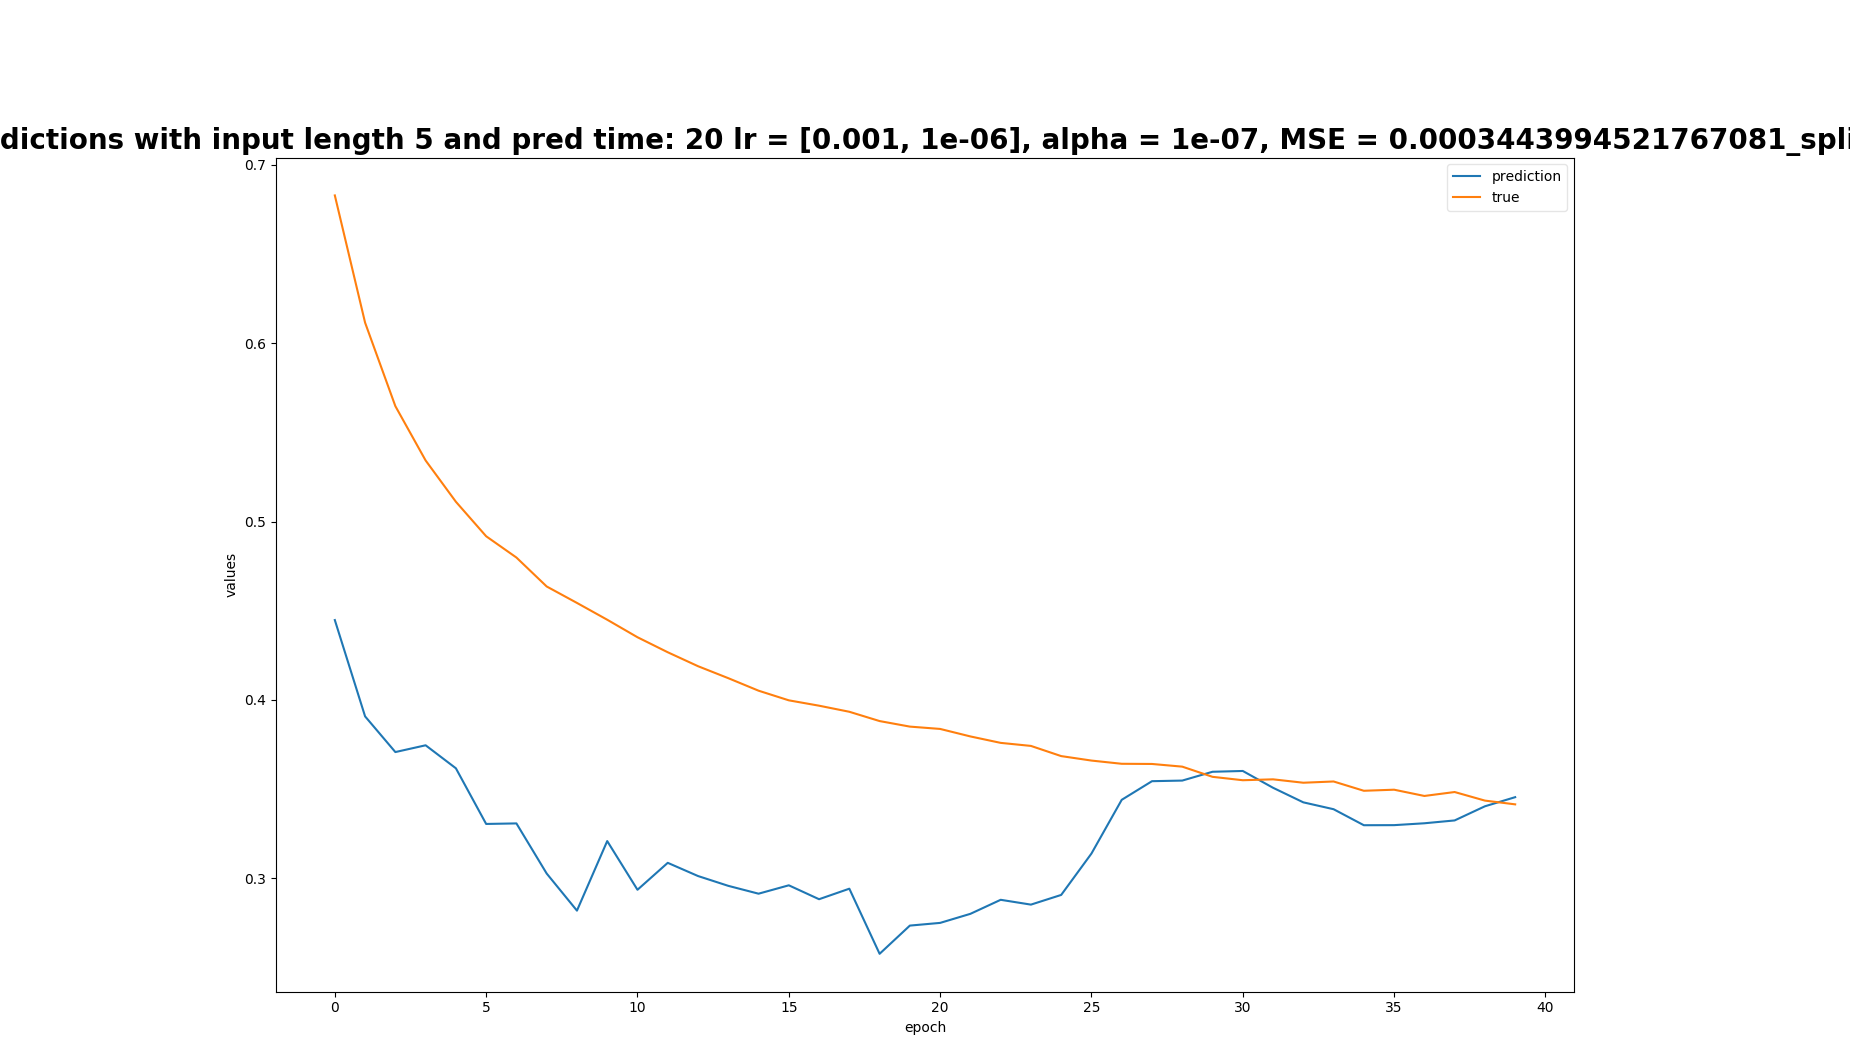 dictions with input length 5 and pred time: 20 lr = [0.001, 1e-06], alpha = 1e-07, MSE = 0.0003443994521767081_spli
prediction
true
0.7
0.6
0.5
0.4
0.3
values
0 5 10 15 20 25 30 35 40
epoch